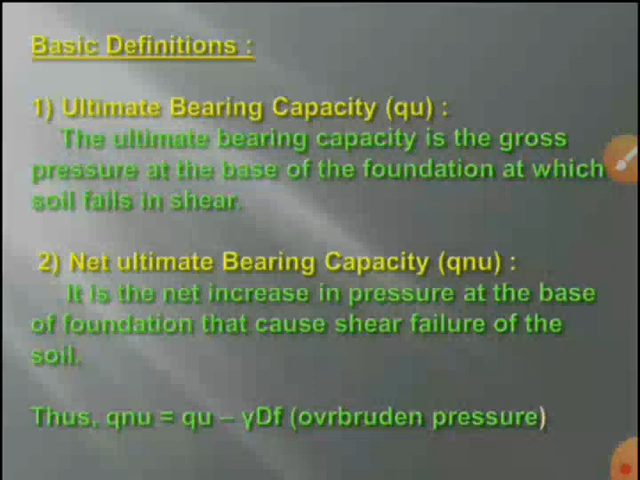 Basic Definitions :
1) Ultimate Bearing Capacity (qu) :
The ultimate bearing capacity is the gross
pressure at the base of the foundation at which
soil fails in shear.
2) Net ultimate Bearing Capacity (qnu) :
It is the net increase in pressure at the base
of foundation that cause shear failure of the
soil.
Thus, qnu = qu – γDf (ovrbruden pressure)